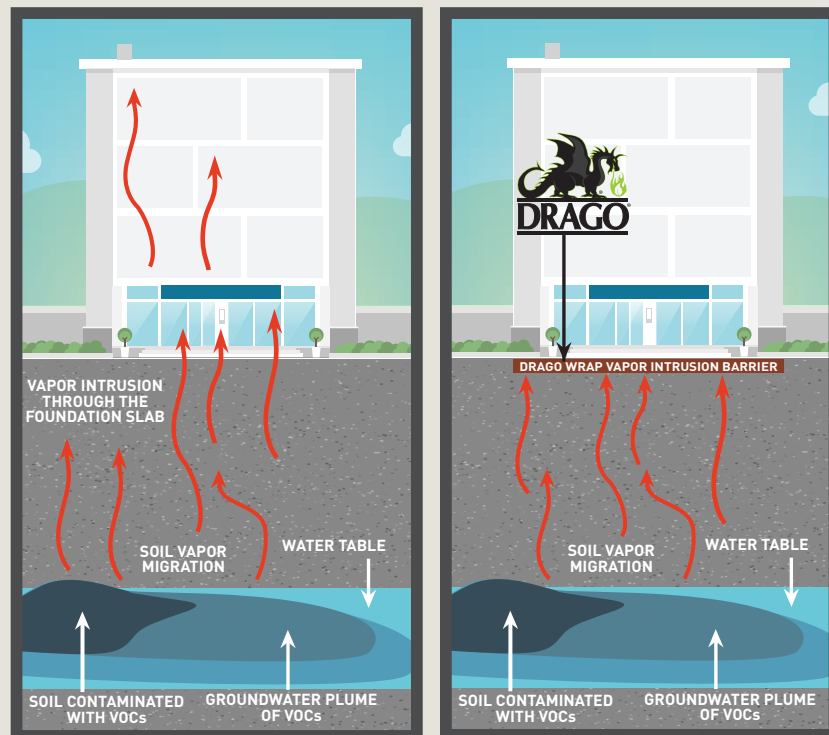 VAPOR INTRUSION
THROUGH THE
FOUNDATION SLAB
SOIL VAPOR
MIGRATION
WATER TABLE
SOIL CONTAMINATED
WITH VOCs
GROUNDWATER PLUME
OF VOCs
DRAGO®
DRAGO WRAP VAPOR INTRUSION BARRIER
SOIL VAPOR
MIGRATION
WATER TABLE
SOIL CONTAMINATED
WITH VOCs
GROUNDWATER PLUME
OF VOCs